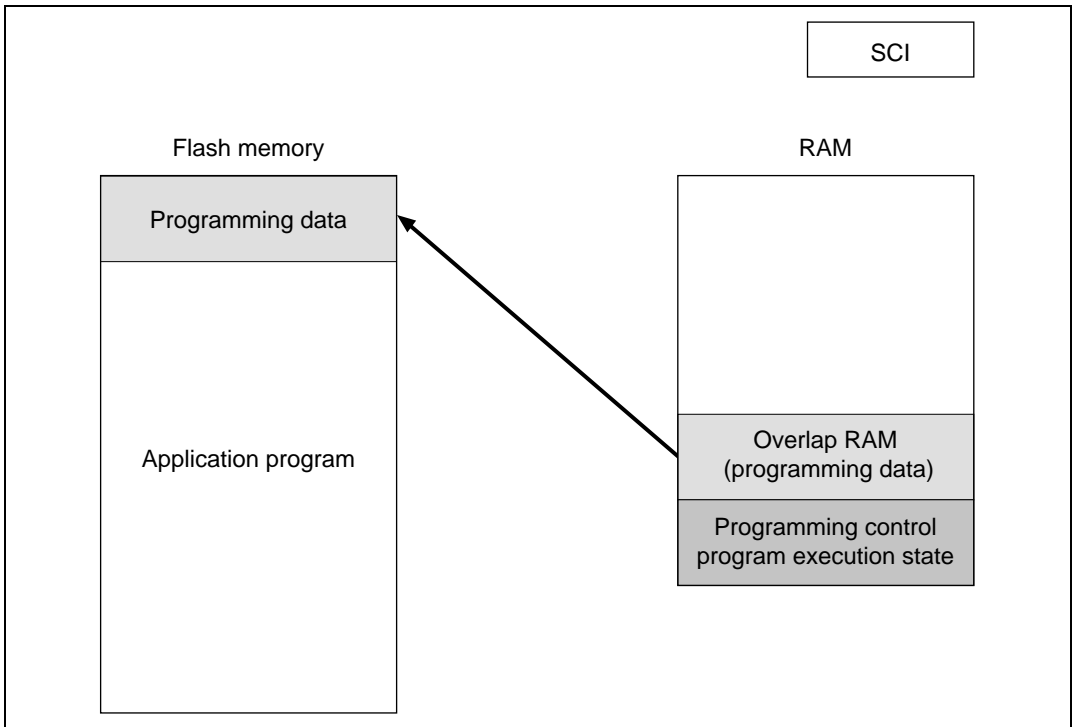 SCI
Flash memory
RAM
Programming data
Application program
Overlap RAM
(programming data)
Programming control
program execution state